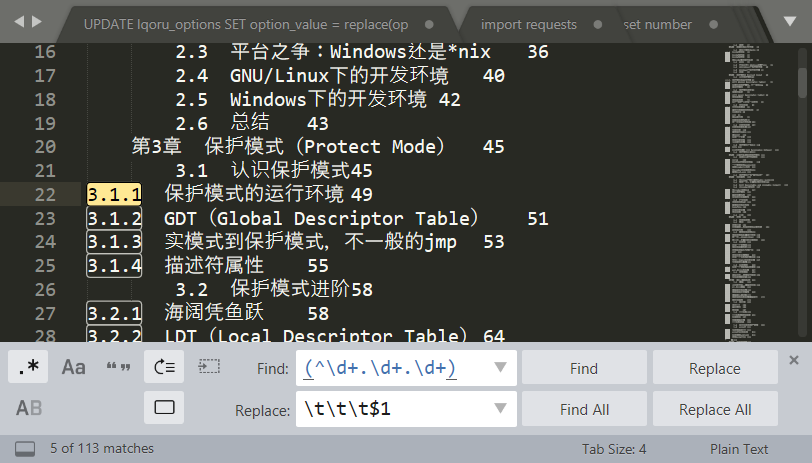 UPDATE lqoru_options SET option_value = replace(op
import requests
set number
16 2.3 平台之争：Windows还是*nix 36
17 2.4 GNU/Linux下的开发环境 40
18 2.5 Windows下的开发环境 42
19 2.6 总结 43
20 第3章 保护模式（Protect Mode） 45
21 3.1 认识保护模式45
22 3.1.1 保护模式的运行环境 49
23 3.1.2 GDT（Global Descriptor Table） 51
24 3.1.3 实模式到保护模式，不一般的jmp 53
25 3.1.4 描述符属性 55
26 3.2 保护模式进阶58
27 3.2.1 海阔凭鱼跃 58
28 3.2.2 LDT（Local Descriptor Table）64
.* Aa “” Find: (^\d+.\d+.\d+) Find Replace
AB Replace: \t\t\t$1 Find All Replace All
5 of 113 matches Tab Size: 4 Plain Text